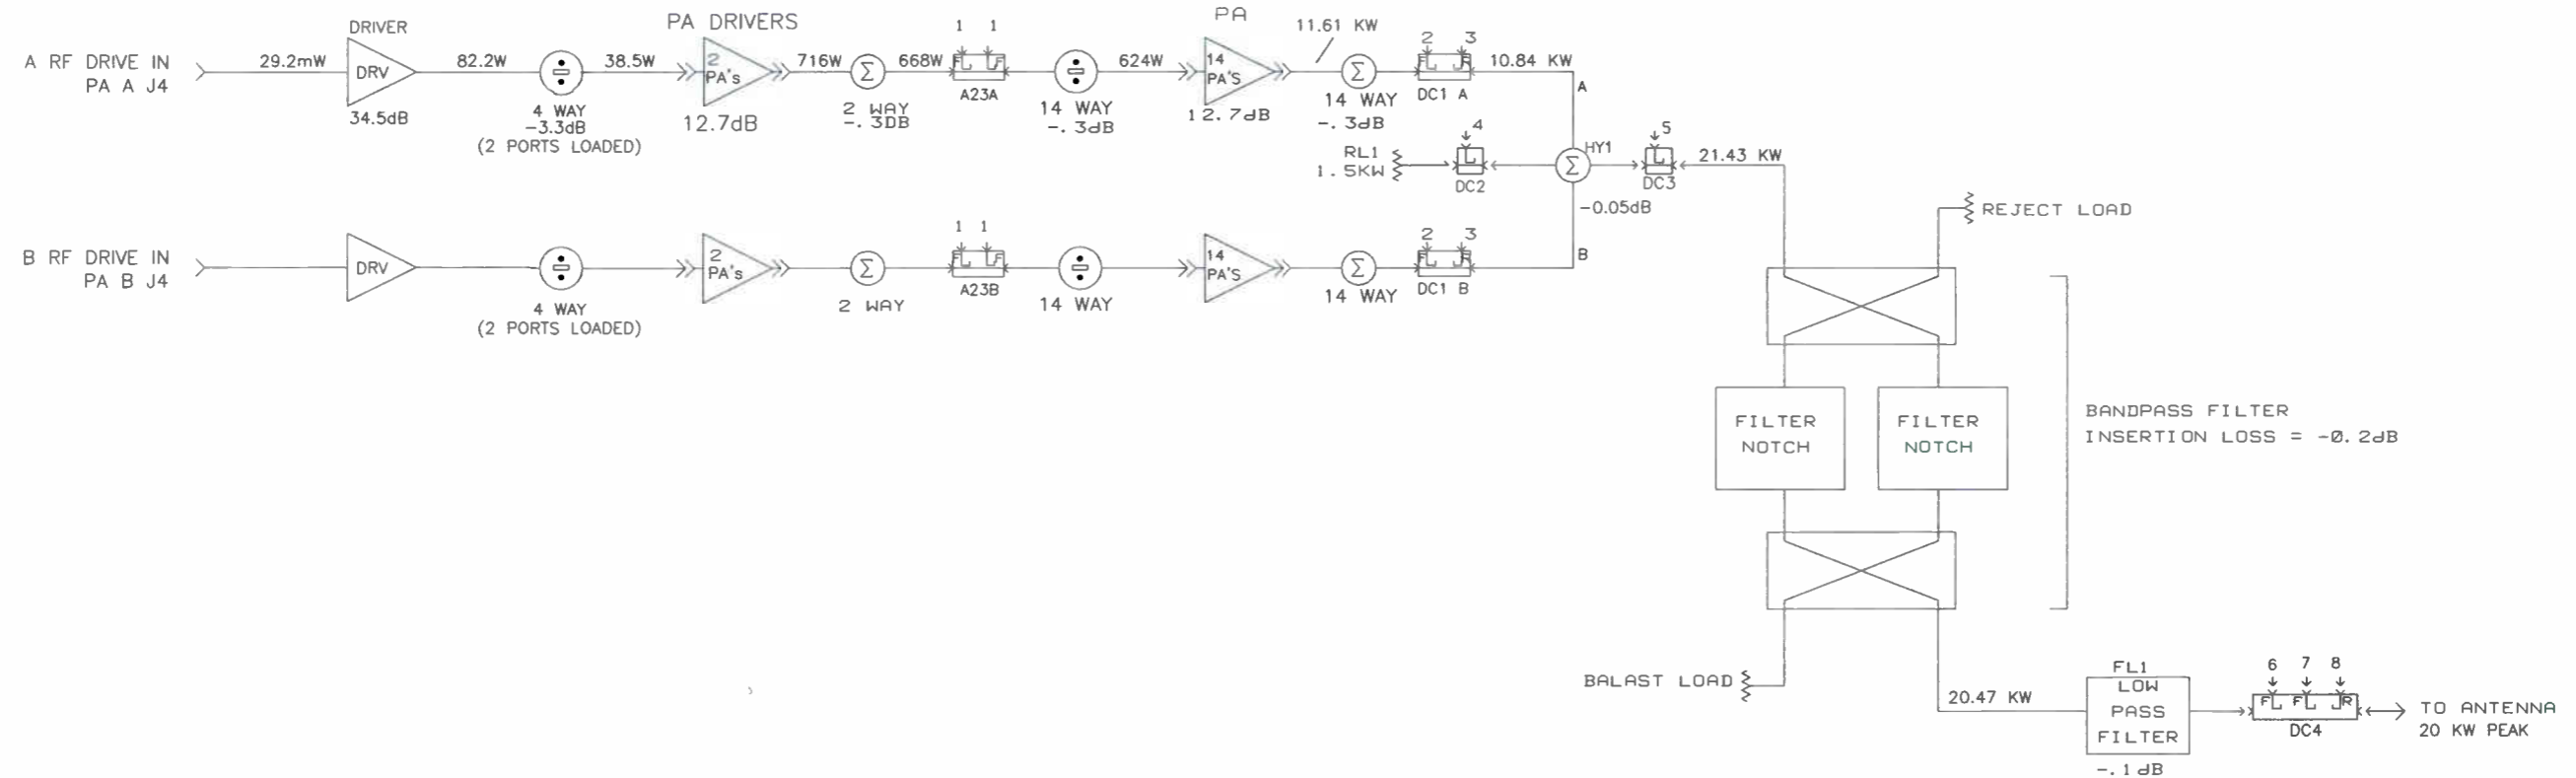 A RF DRIVE IN
PA A J4
29.2mW
DRIVER
DRV
34.5dB
82.2W
4 WAY
-3.3dB
(2 PORTS LOADED)
38.5W
PA DRIVERS
2
PA's
12.7dB
716W
Σ
2 WAY
-.3DB
668W
1 1
F F
A23A
14 WAY
-.3dB
624W
PA
14
PA'S
12.7dB
11.61 KW
Σ
14 WAY
-.3dB
2 3
F R
DC1 A
10.84 KW
A
RL1
1.5KW
4
DC2
Σ
HY1
-0.05dB
5
DC3
21.43 KW
B RF DRIVE IN
PA B J4
DRV
4 WAY
(2 PORTS LOADED)
2
PA's
Σ
2 WAY
1 1
F F
A23B
14 WAY
14
PA'S
Σ
14 WAY
2 3
F R
DC1 B
B
REJECT LOAD
FILTER
NOTCH
FILTER
NOTCH
BANDPASS FILTER
INSERTION LOSS = -0.2dB
BALAST LOAD
20.47 KW
FL1
LOW
PASS
FILTER
-.1dB
6 7 8
F F R
DC4
TO ANTENNA
20 KW PEAK